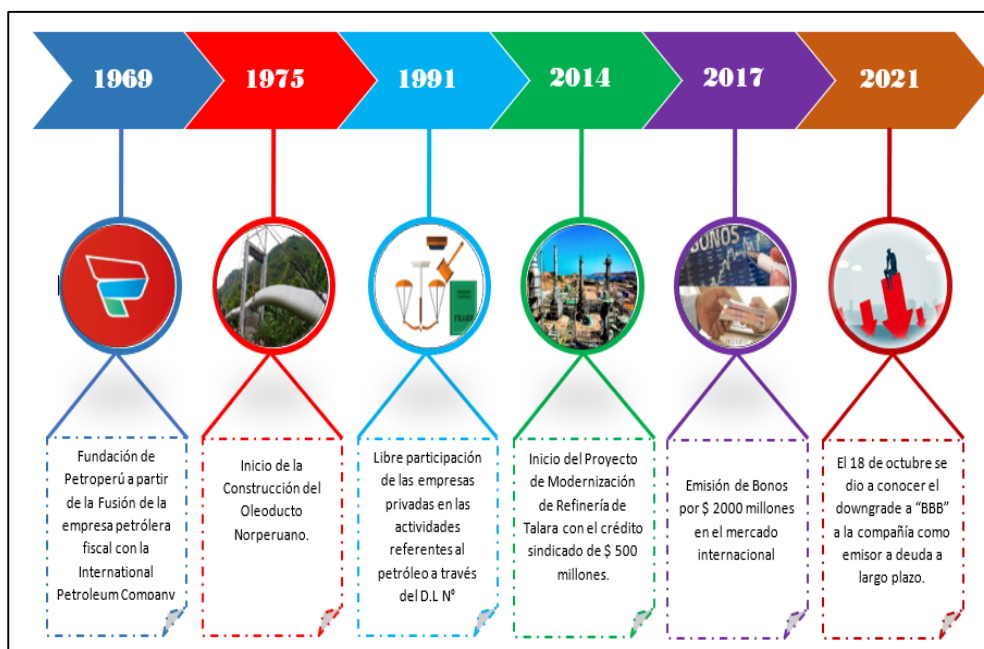 1969
1975
1991
2014
2017
2021
BONOS
Fundación de
Petroperú a partir
de la Fusión de la
empresa petrólera
fiscal con la
International
Petroleum Company
Inicio de la
Construcción del
Oleoducto
Norperuano.
Libre participación
de las empresas
privadas en las
actividades
referentes al
petróleo a través
del D.L N°
Inicio del Proyecto
de Modernización
de Refinería de
Talara con el crédito
sindicado de $ 500
millones.
Emisión de Bonos
por $ 2000 millones
en el mercado
internacional
El 18 de octubre se
dio a conocer el
downgrade a “BBB”
a la compañía como
emisor a deuda a
largo plazo.